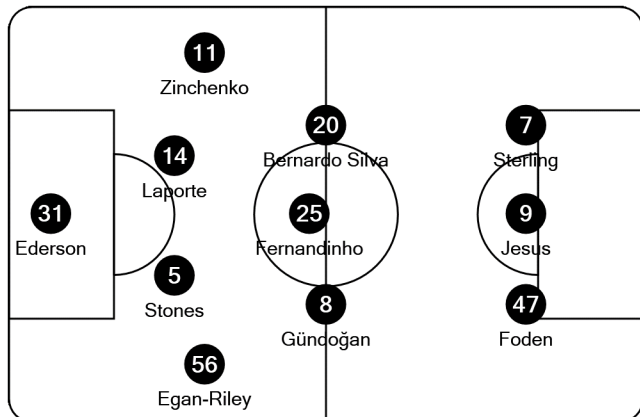 11
Zinchenko
20
Bernardo Silva
7
Sterling
14
Laporte
31
Ederson
25
Fernandinho
9
Jesus
5
Stones
8
Gündoğan
47
Foden
56
Egan-Riley